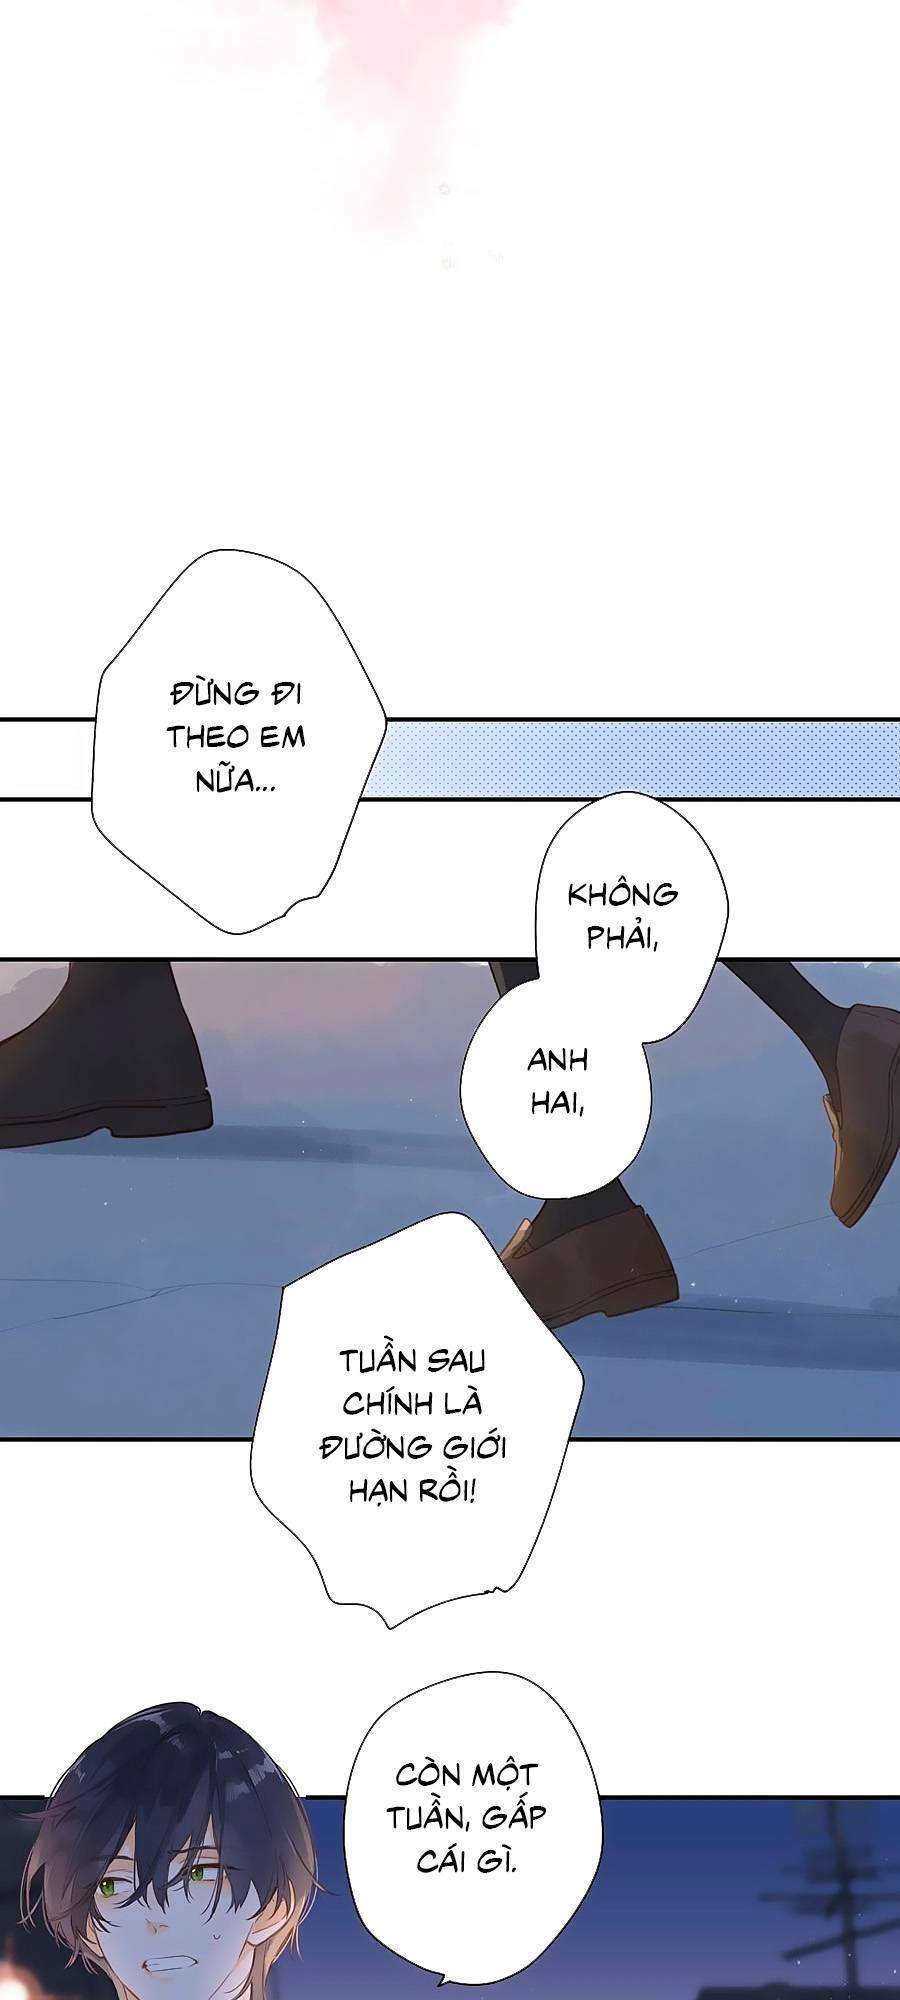 ĐỪNG ĐI
THEO EM
NỮA...
KHÔNG
PHẢI,
ANH
HAI,
TUẦN SAU
CHÍNH LÀ
ĐƯỜNG GIỚI
HẠN RỒI!
CÒN MỘT
TUẦN, GẤP
CÁI GÌ.